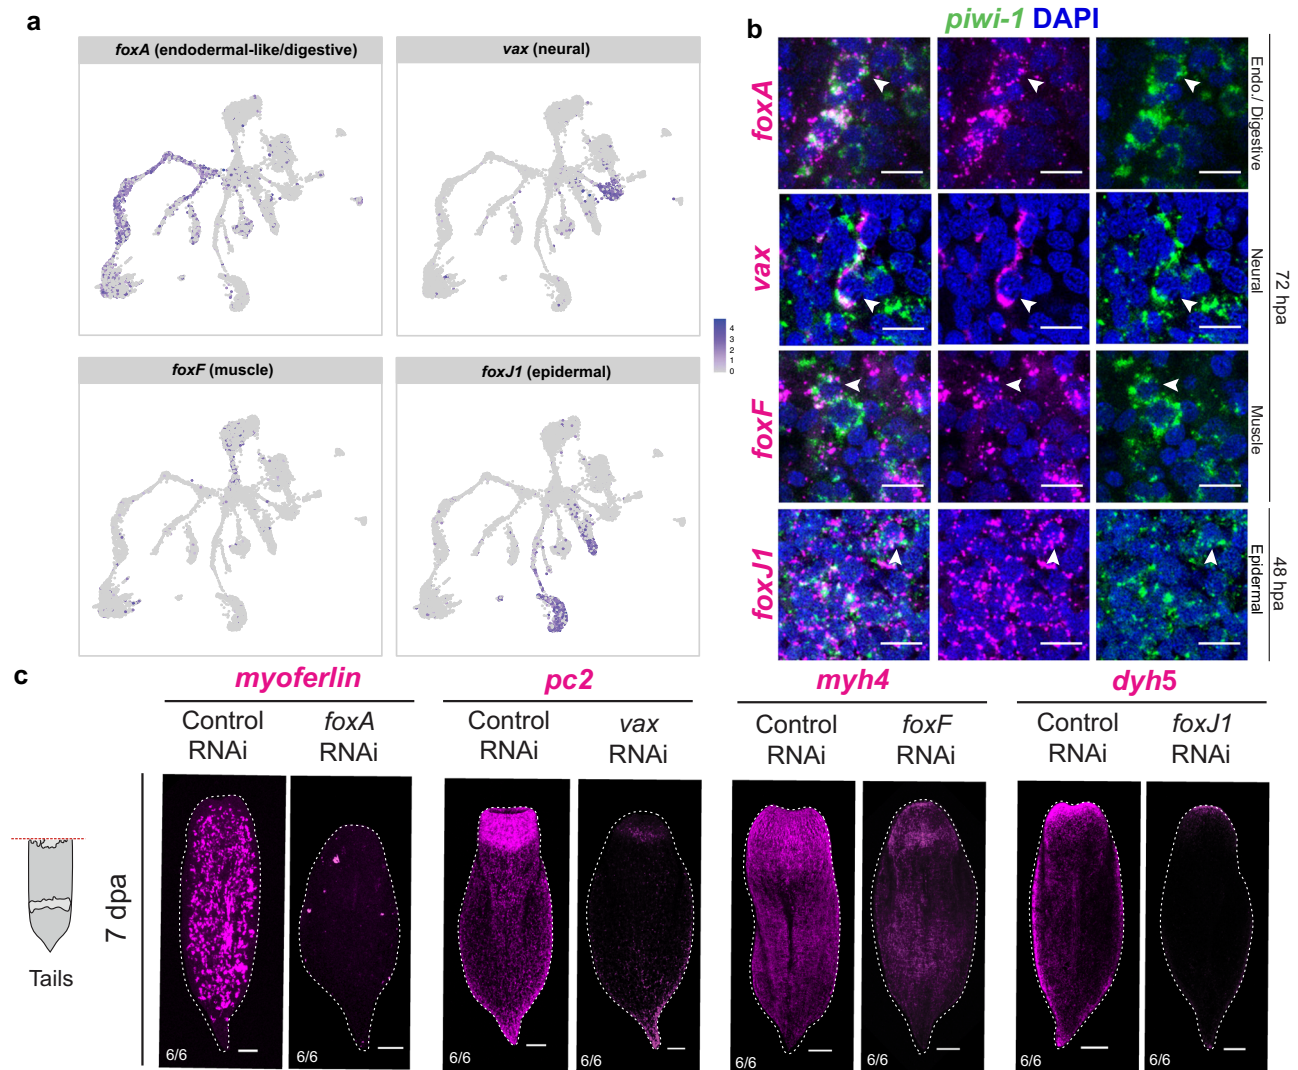 a
foxA (endodermal-like/digestive)
vax (neural)
foxF (muscle)
foxJ1 (epidermal)
4
3
2
1
0
b
piwi-1 DAPI
foxA
Endo./ Digestive
vax
Neural
foxF
Muscle
72 hpa
foxJ1
Epidermal
48 hpa
c
myoferlin
pc2
myh4
dyh5
Control RNAi
foxA RNAi
Control RNAi
vax RNAi
Control RNAi
foxF RNAi
Control RNAi
foxJ1 RNAi
Tails
7 dpa
6/6
6/6
6/6
6/6
6/6
6/6
6/6
6/6